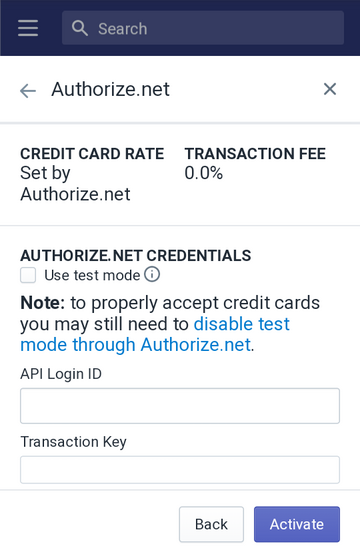 Search
Authorize.net
CREDIT CARD RATE
Set by
Authorize.net
TRANSACTION FEE
0.0%
AUTHORIZE.NET CREDENTIALS
Use test mode
Note: to properly accept credit cards
you may still need to disable test
mode through Authorize.net.
API Login ID
Transaction Key
Back
Activate